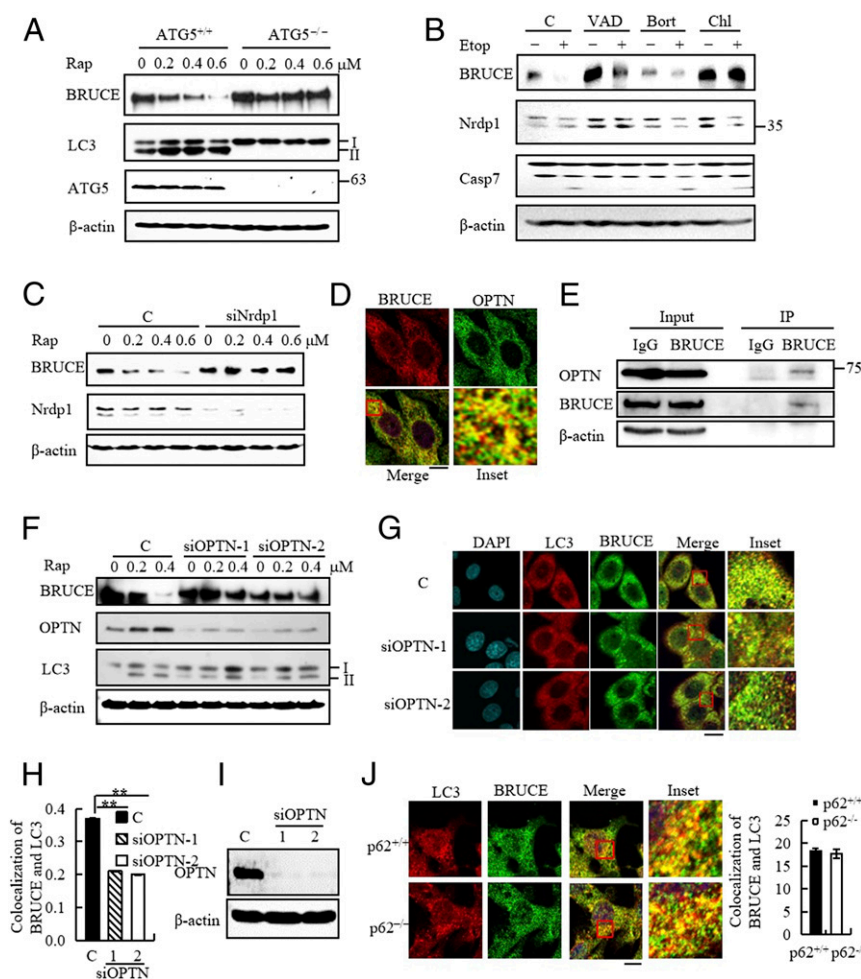 A
ATG5+/+ ATG5−/−
Rap 0 0.2 0.4 0.6 0 0.2 0.4 0.6 μM
BRUCE
LC3 I
II
ATG5 63
β-actin
B
C VAD Bort Chl
Etop − + − + − + − +
BRUCE
Nrdp1 35
Casp7
β-actin
C
C siNrdp1
Rap 0 0.2 0.4 0.6 0 0.2 0.4 0.6 μM
BRUCE
Nrdp1
β-actin
D
BRUCE OPTN
Merge Inset
E
Input IP
IgG BRUCE IgG BRUCE
OPTN 75
BRUCE
β-actin
F
C siOPTN-1 siOPTN-2
Rap 0 0.2 0.4 0 0.2 0.4 0 0.2 0.4 μM
BRUCE
OPTN
LC3 I
II
β-actin
G
DAPI LC3 BRUCE Merge Inset
C
siOPTN-1
siOPTN-2
H
Colocalization of
BRUCE and LC3
0.4
0.2
0.0
**
**
C
siOPTN-1
siOPTN-2
C 1 2
siOPTN
I
siOPTN
C 1 2
OPTN
β-actin
J
LC3 BRUCE Merge Inset
p62+/+
p62−/−
Colocalization of
BRUCE and LC3
30
20
10
0
p62+/+
p62−/−
p62+/+ p62-/-